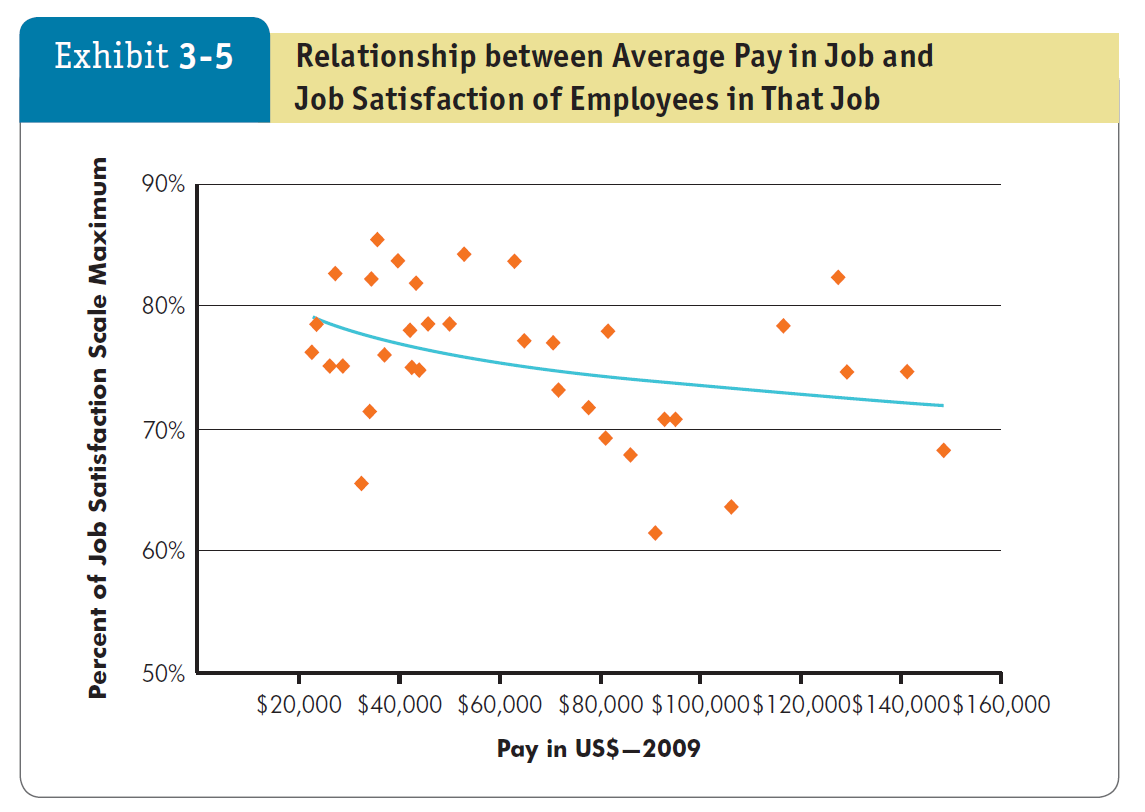 Exhibit 3-5
Relationship between Average Pay in Job and
Job Satisfaction of Employees in That Job
Percent of Job Satisfaction Scale Maximum
90%
80%
70%
60%
50%
$20,000 $40,000 $60,000 $80,000 $100,000 $120,000 $140,000 $160,000
Pay in US$—2009